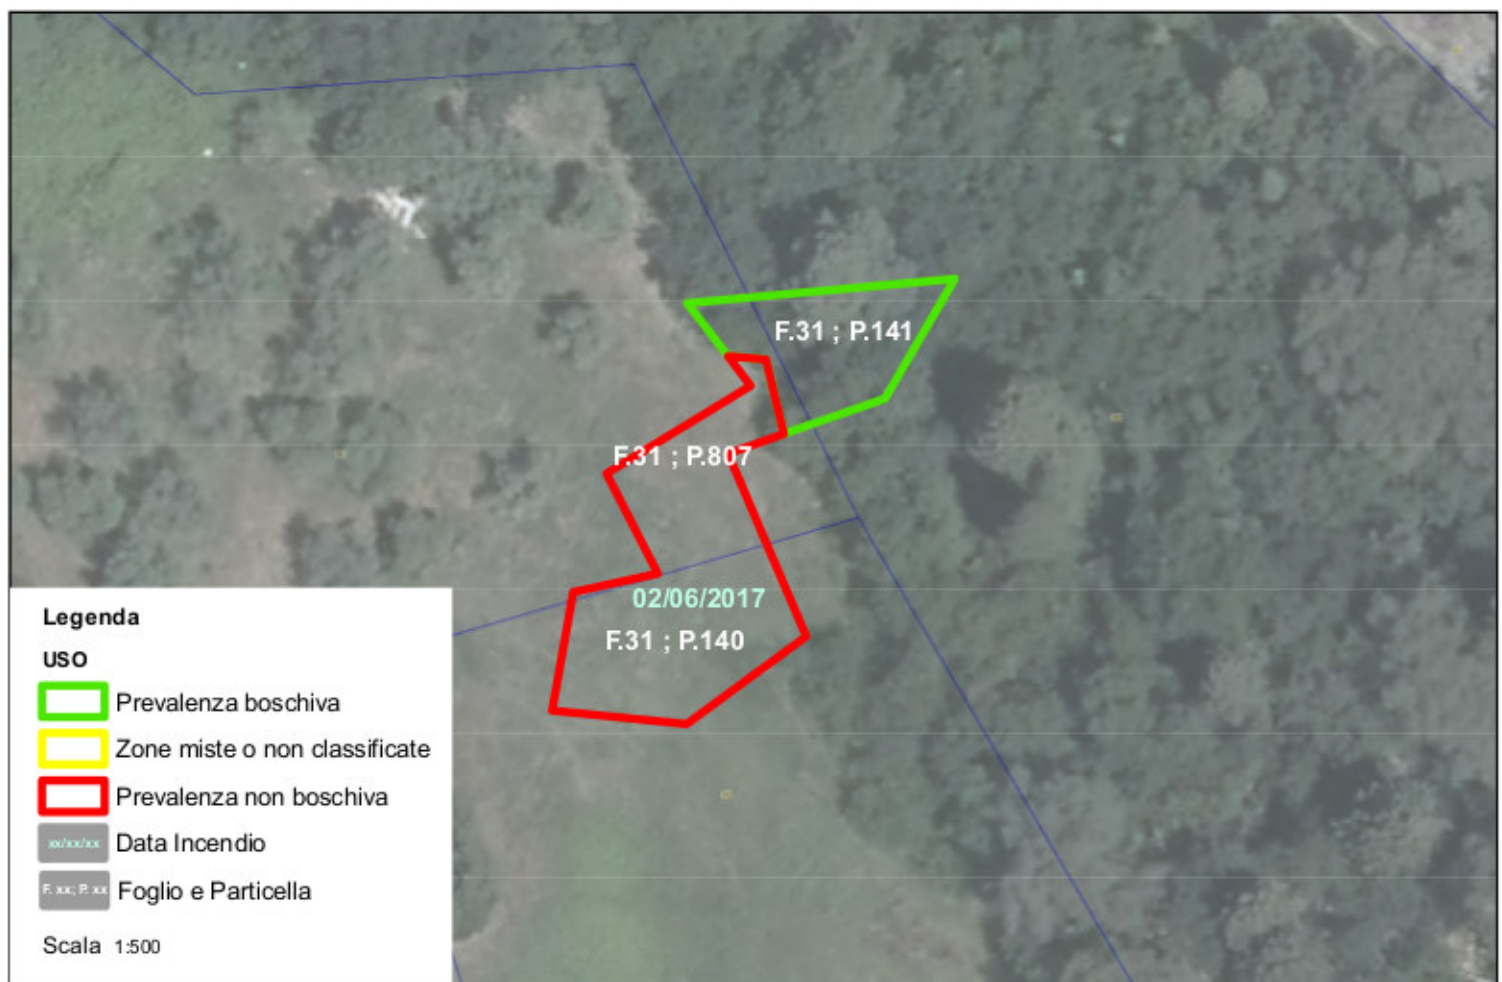 F.31 ; P.141
F.31 ; P.807
02/06/2017
F.31 ; P.140
Legenda
USO
Prevalenza boschiva
Zone miste o non classificate
Prevalenza non boschiva
xx/xx/xx Data Incendio
F. xx; P. xx Foglio e Particella
Scala 1:500